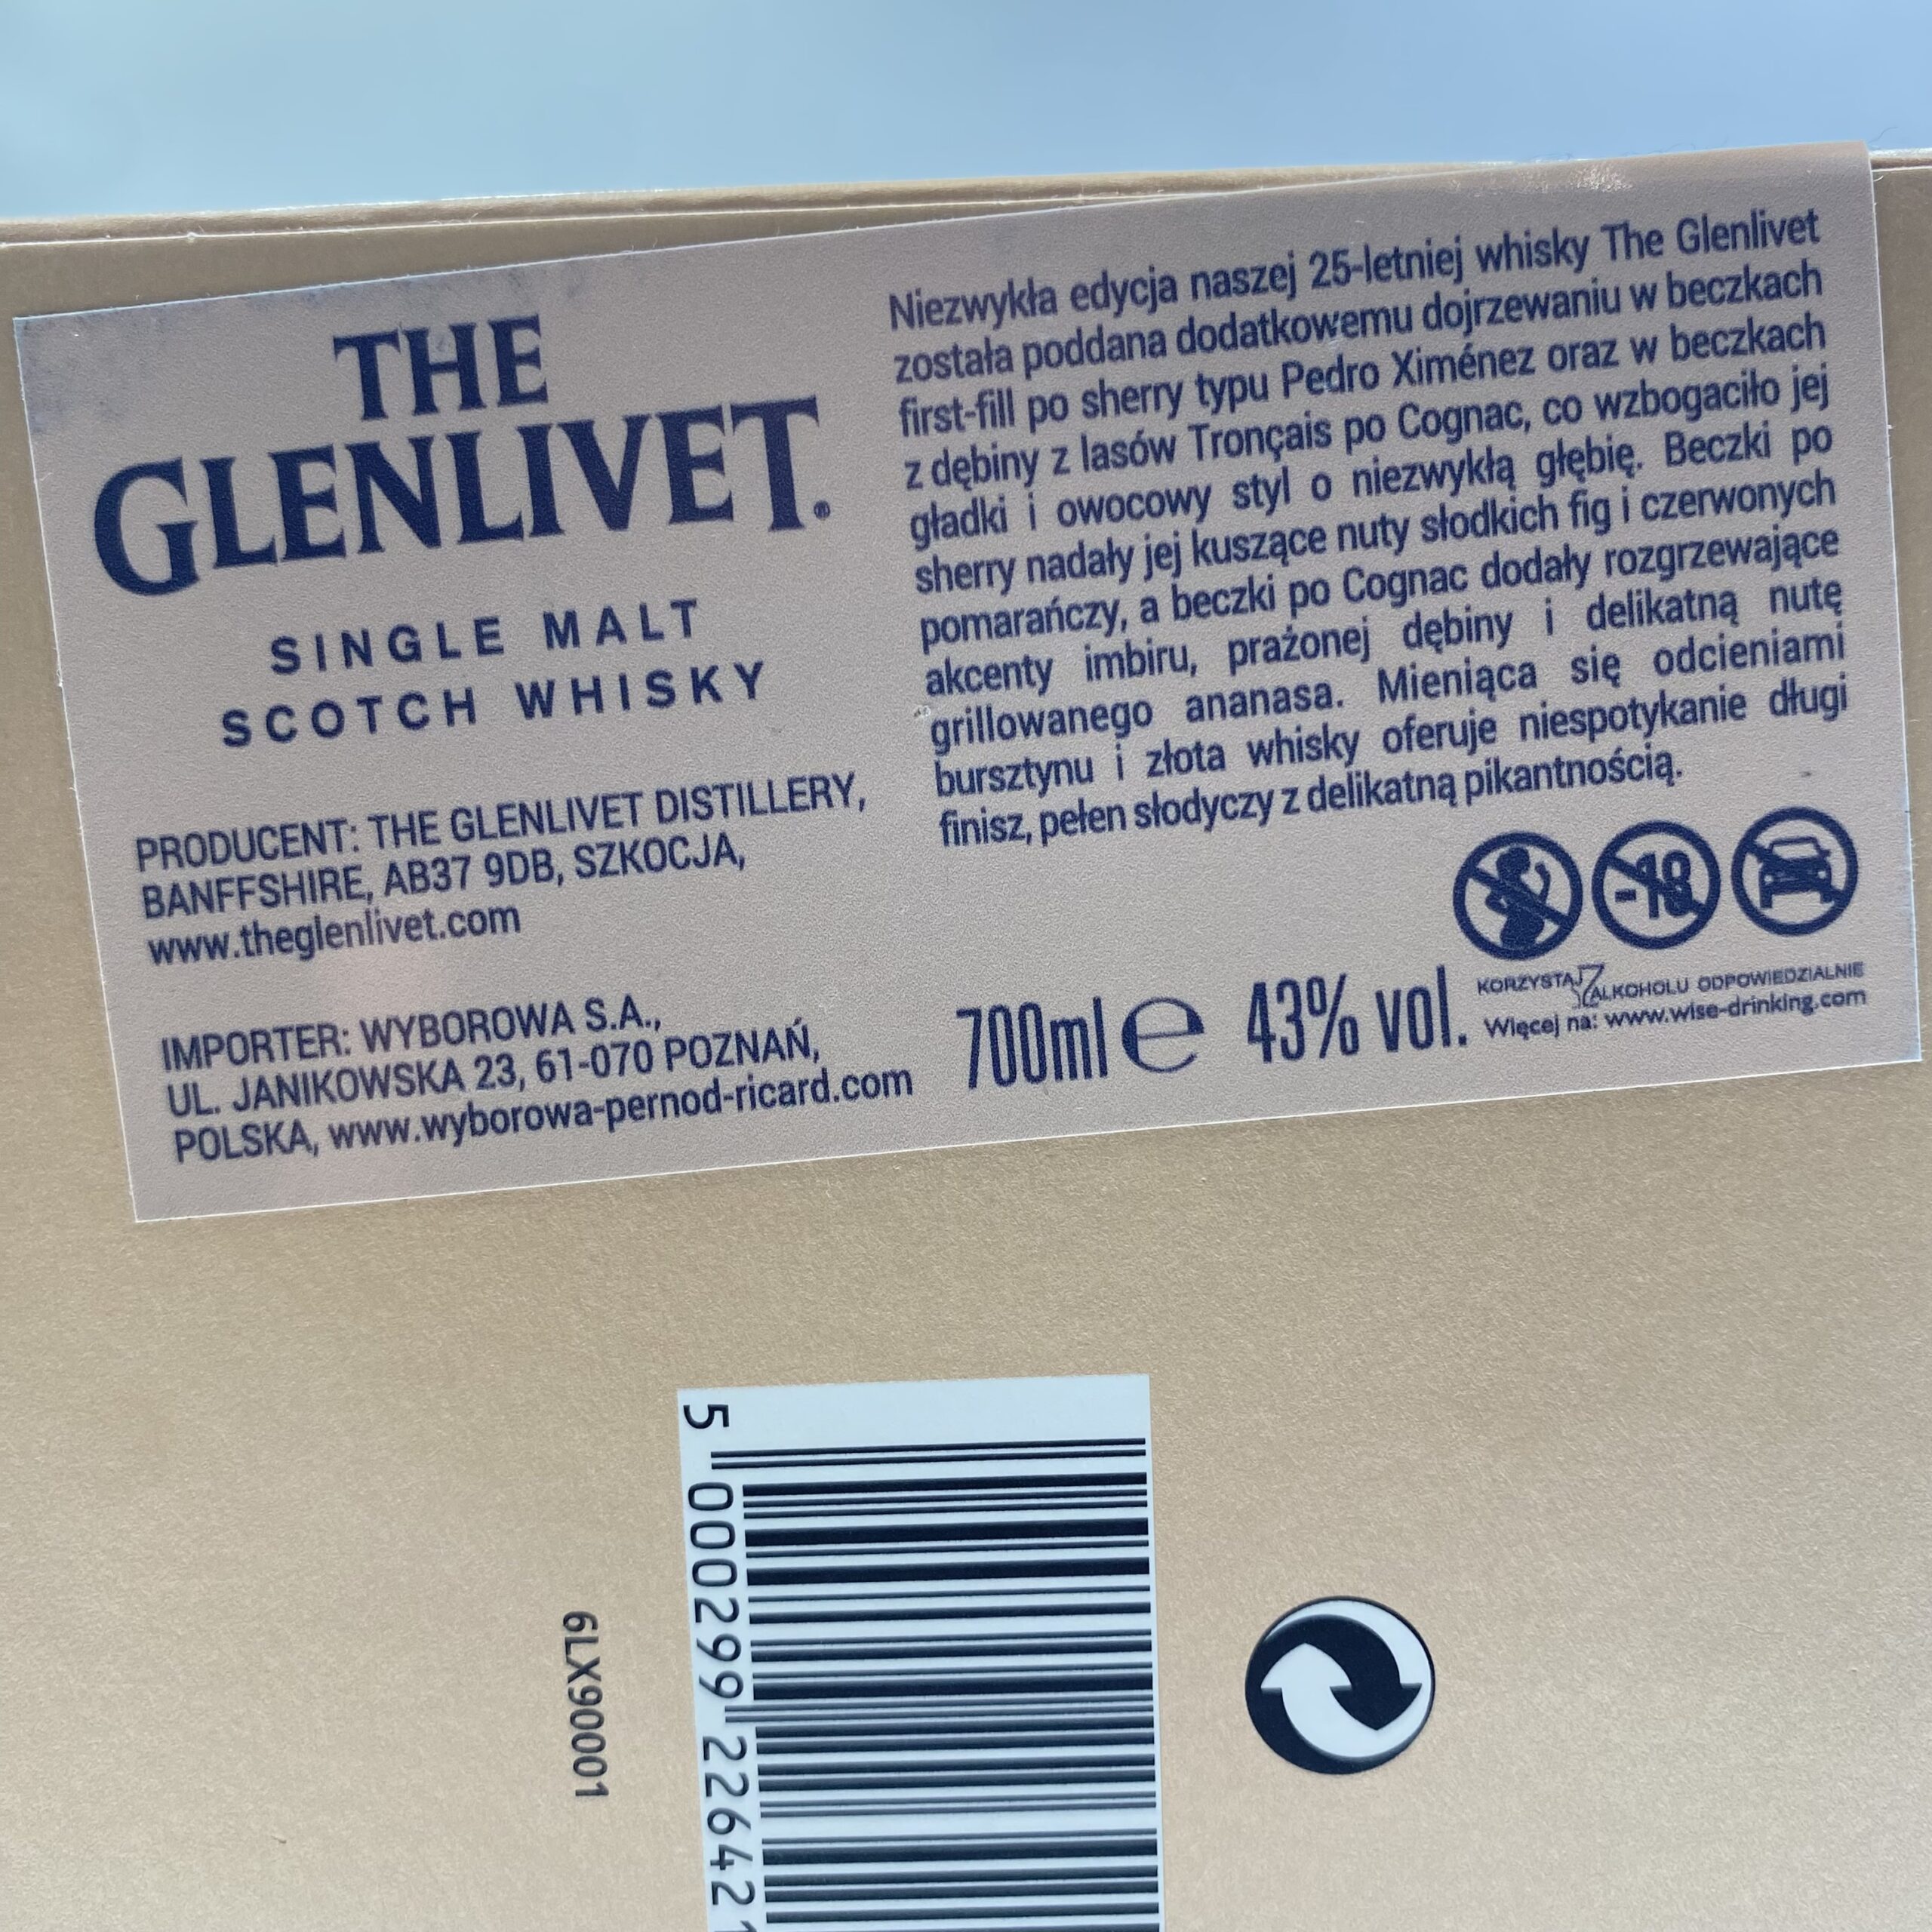 THE
GLENLIVET®
SINGLE MALT
SCOTCH WHISKY
PRODUCENT: THE GLENLIVET DISTILLERY,
BANFFSHIRE, AB37 9DB, SZKOCJA,
www.theglenlivet.com
IMPORTER: WYBOROWA S.A.,
UL. JANIKOWSKA 23, 61-070 POZNAŃ,
POLSKA, www.wyborowa-pernod-ricard.com
Niezwykła edycja naszej 25-letniej whisky The Glenlivet
została poddana dodatkowemu dojrzewaniu w beczkach
first-fill po sherry typu Pedro Ximénez oraz w beczkach
z dębiny z lasów Tronçais po Cognac, co wzbogaciło jej
gładki i owocowy styl o niezwykłą głębię. Beczki po
sherry nadały jej kuszące nuty słodkich fig i czerwonych
pomarańczy, a beczki po Cognac dodały rozgrzewające
akcenty imbiru, prażonej dębiny i delikatną nutę
grillowanego ananasa. Mieniąca się odcieniami
bursztynu i złota whisky oferuje niespotykanie długi
finisz, pełen słodyczy z delikatną pikantnością.
-18
700ml e 43% vol.
KORZYSTAJ Z ALKOHOLU ODPOWIEDZIALNIE
Więcej na: www.wise-drinking.com
5 000299 226421
6LX90001